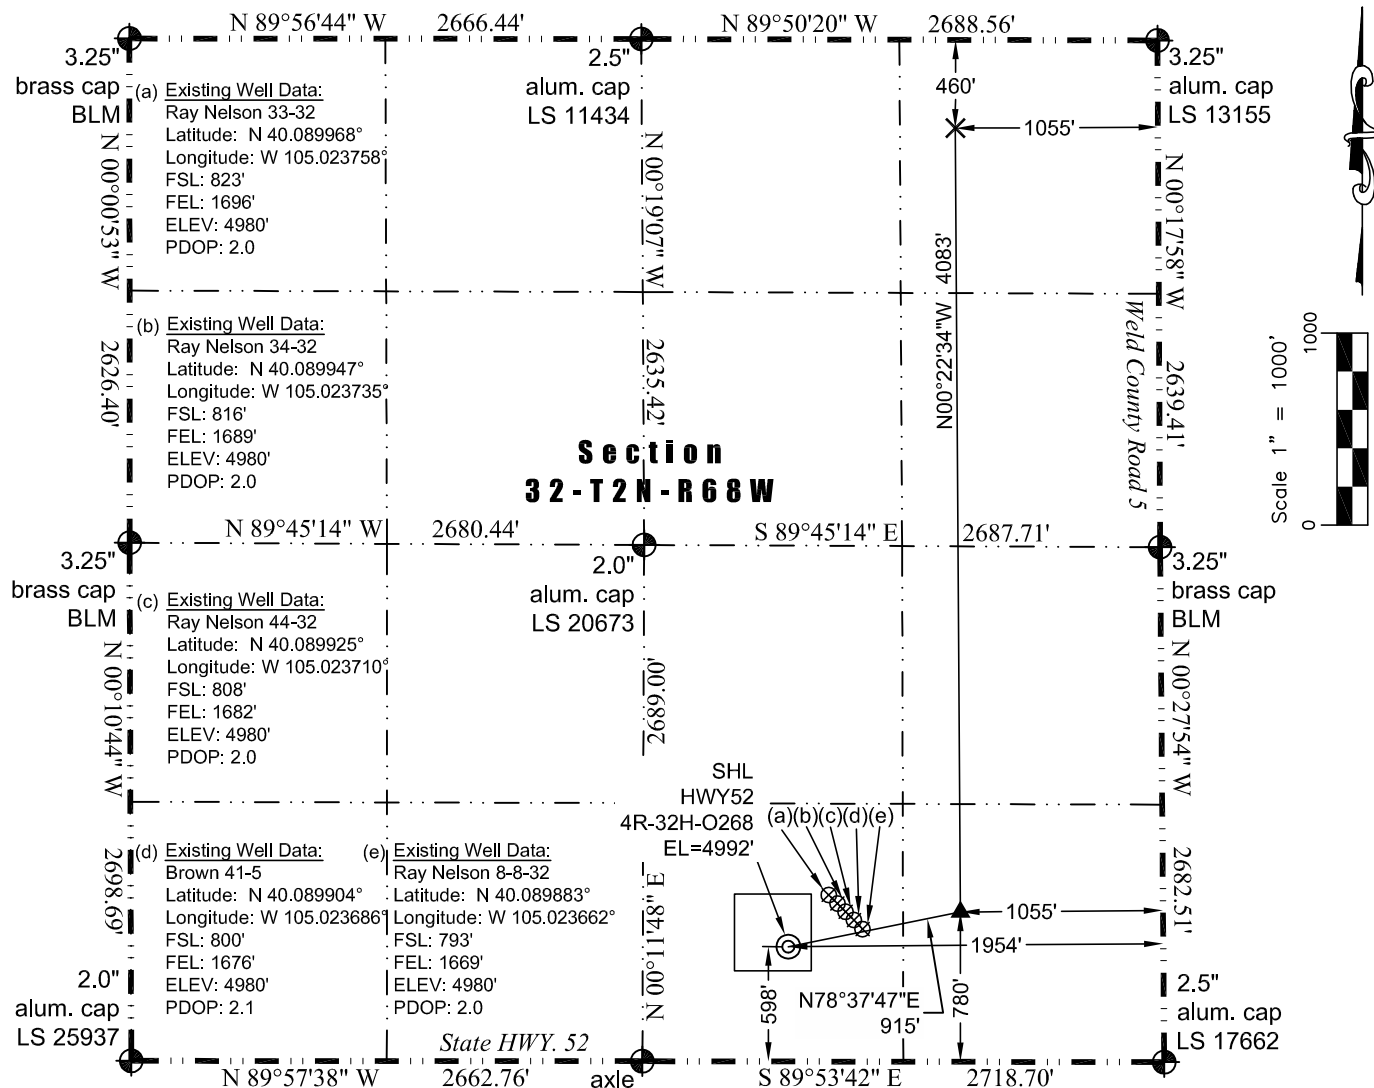 N 89°56'44" W 2666.44' N 89°50'20" W 2688.56'
3.25"
brass cap
BLM
2.5"
alum. cap
LS 11434
3.25"
alum. cap
LS 13155
460'
1055'
(a) Existing Well Data:
Ray Nelson 33-32
Latitude: N 40.089968°
Longitude: W 105.023758°
FSL: 823'
FEL: 1696'
ELEV: 4980'
PDOP: 2.0
N 00°00'53" W 2626.40'
N 00°19'07" W 2635.42'
N00°22'34"W 4083'
N 00°17'58" W 2639.41'
Weld County Road 5
Scale 1" = 1000'
0 1000
(b) Existing Well Data:
Ray Nelson 34-32
Latitude: N 40.089947°
Longitude: W 105.023735°
FSL: 816'
FEL: 1689'
ELEV: 4980'
PDOP: 2.0
Section
32-T2N-R68W
N 89°45'14" W 2680.44' S 89°45'14" E 2687.71'
3.25"
brass cap
BLM
2.0"
alum. cap
LS 20673
3.25"
brass cap
BLM
(c) Existing Well Data:
Ray Nelson 44-32
Latitude: N 40.089925°
Longitude: W 105.023710°
FSL: 808'
FEL: 1682'
ELEV: 4980'
PDOP: 2.0
N 00°10'44" W 2698.69'
N 00°11'48" E 2689.00'
N 00°27'54" W 2682.51'
SHL
HWY52
4R-32H-O268
EL=4992'
(a)(b)(c)(d)(e)
(d) Existing Well Data:
Brown 41-5
Latitude: N 40.089904°
Longitude: W 105.023686°
FSL: 800'
FEL: 1676'
ELEV: 4980'
PDOP: 2.1
(e) Existing Well Data:
Ray Nelson 8-8-32
Latitude: N 40.089883°
Longitude: W 105.023662°
FSL: 793'
FEL: 1669'
ELEV: 4980'
PDOP: 2.0
1055'
1954'
598'
N78°37'47"E
915'
780'
2.0"
alum. cap
LS 25937
2.5"
alum. cap
LS 17662
State HWY. 52
axle
N 89°57'38" W 2662.76' S 89°53'42" E 2718.70'